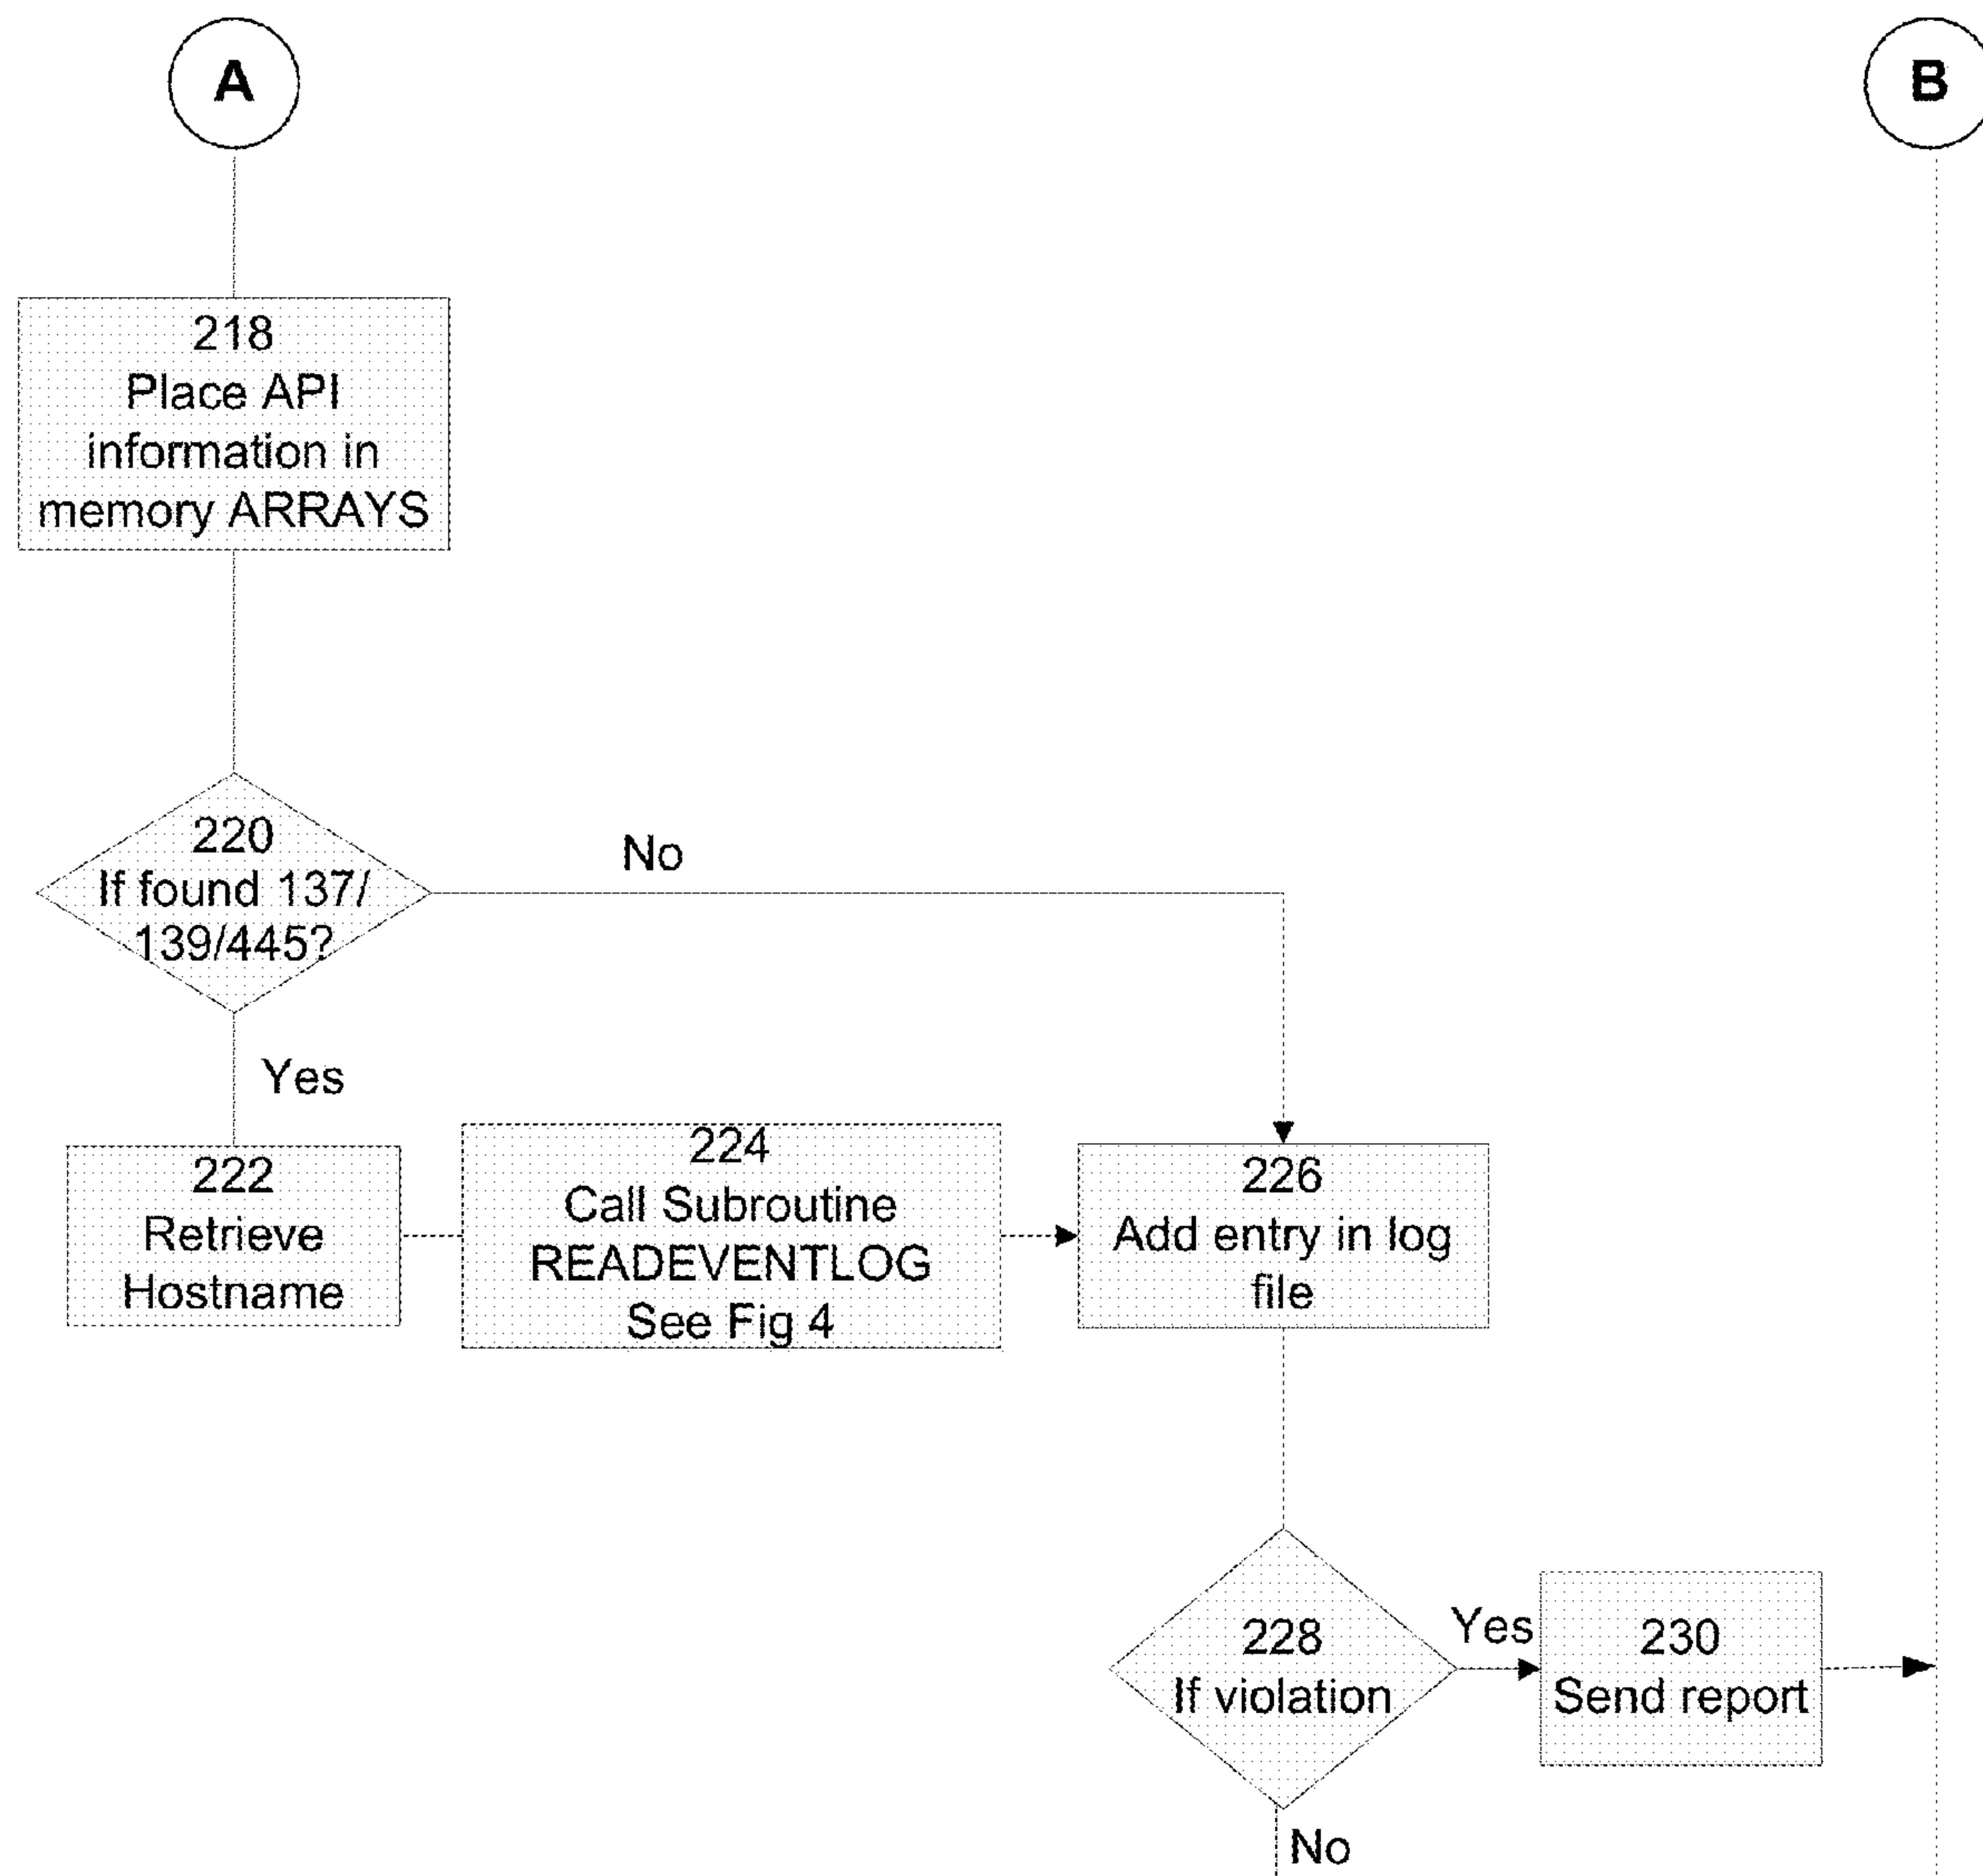 A
B
218
Place API
information in
memory ARRAYS
220
If found 137/
139/445?
No
Yes
222
Retrieve
Hostname
224
Call Subroutine
READEVENTLOG
See Fig 4
226
Add entry in log
file
228
If violation
Yes
230
Send report
No